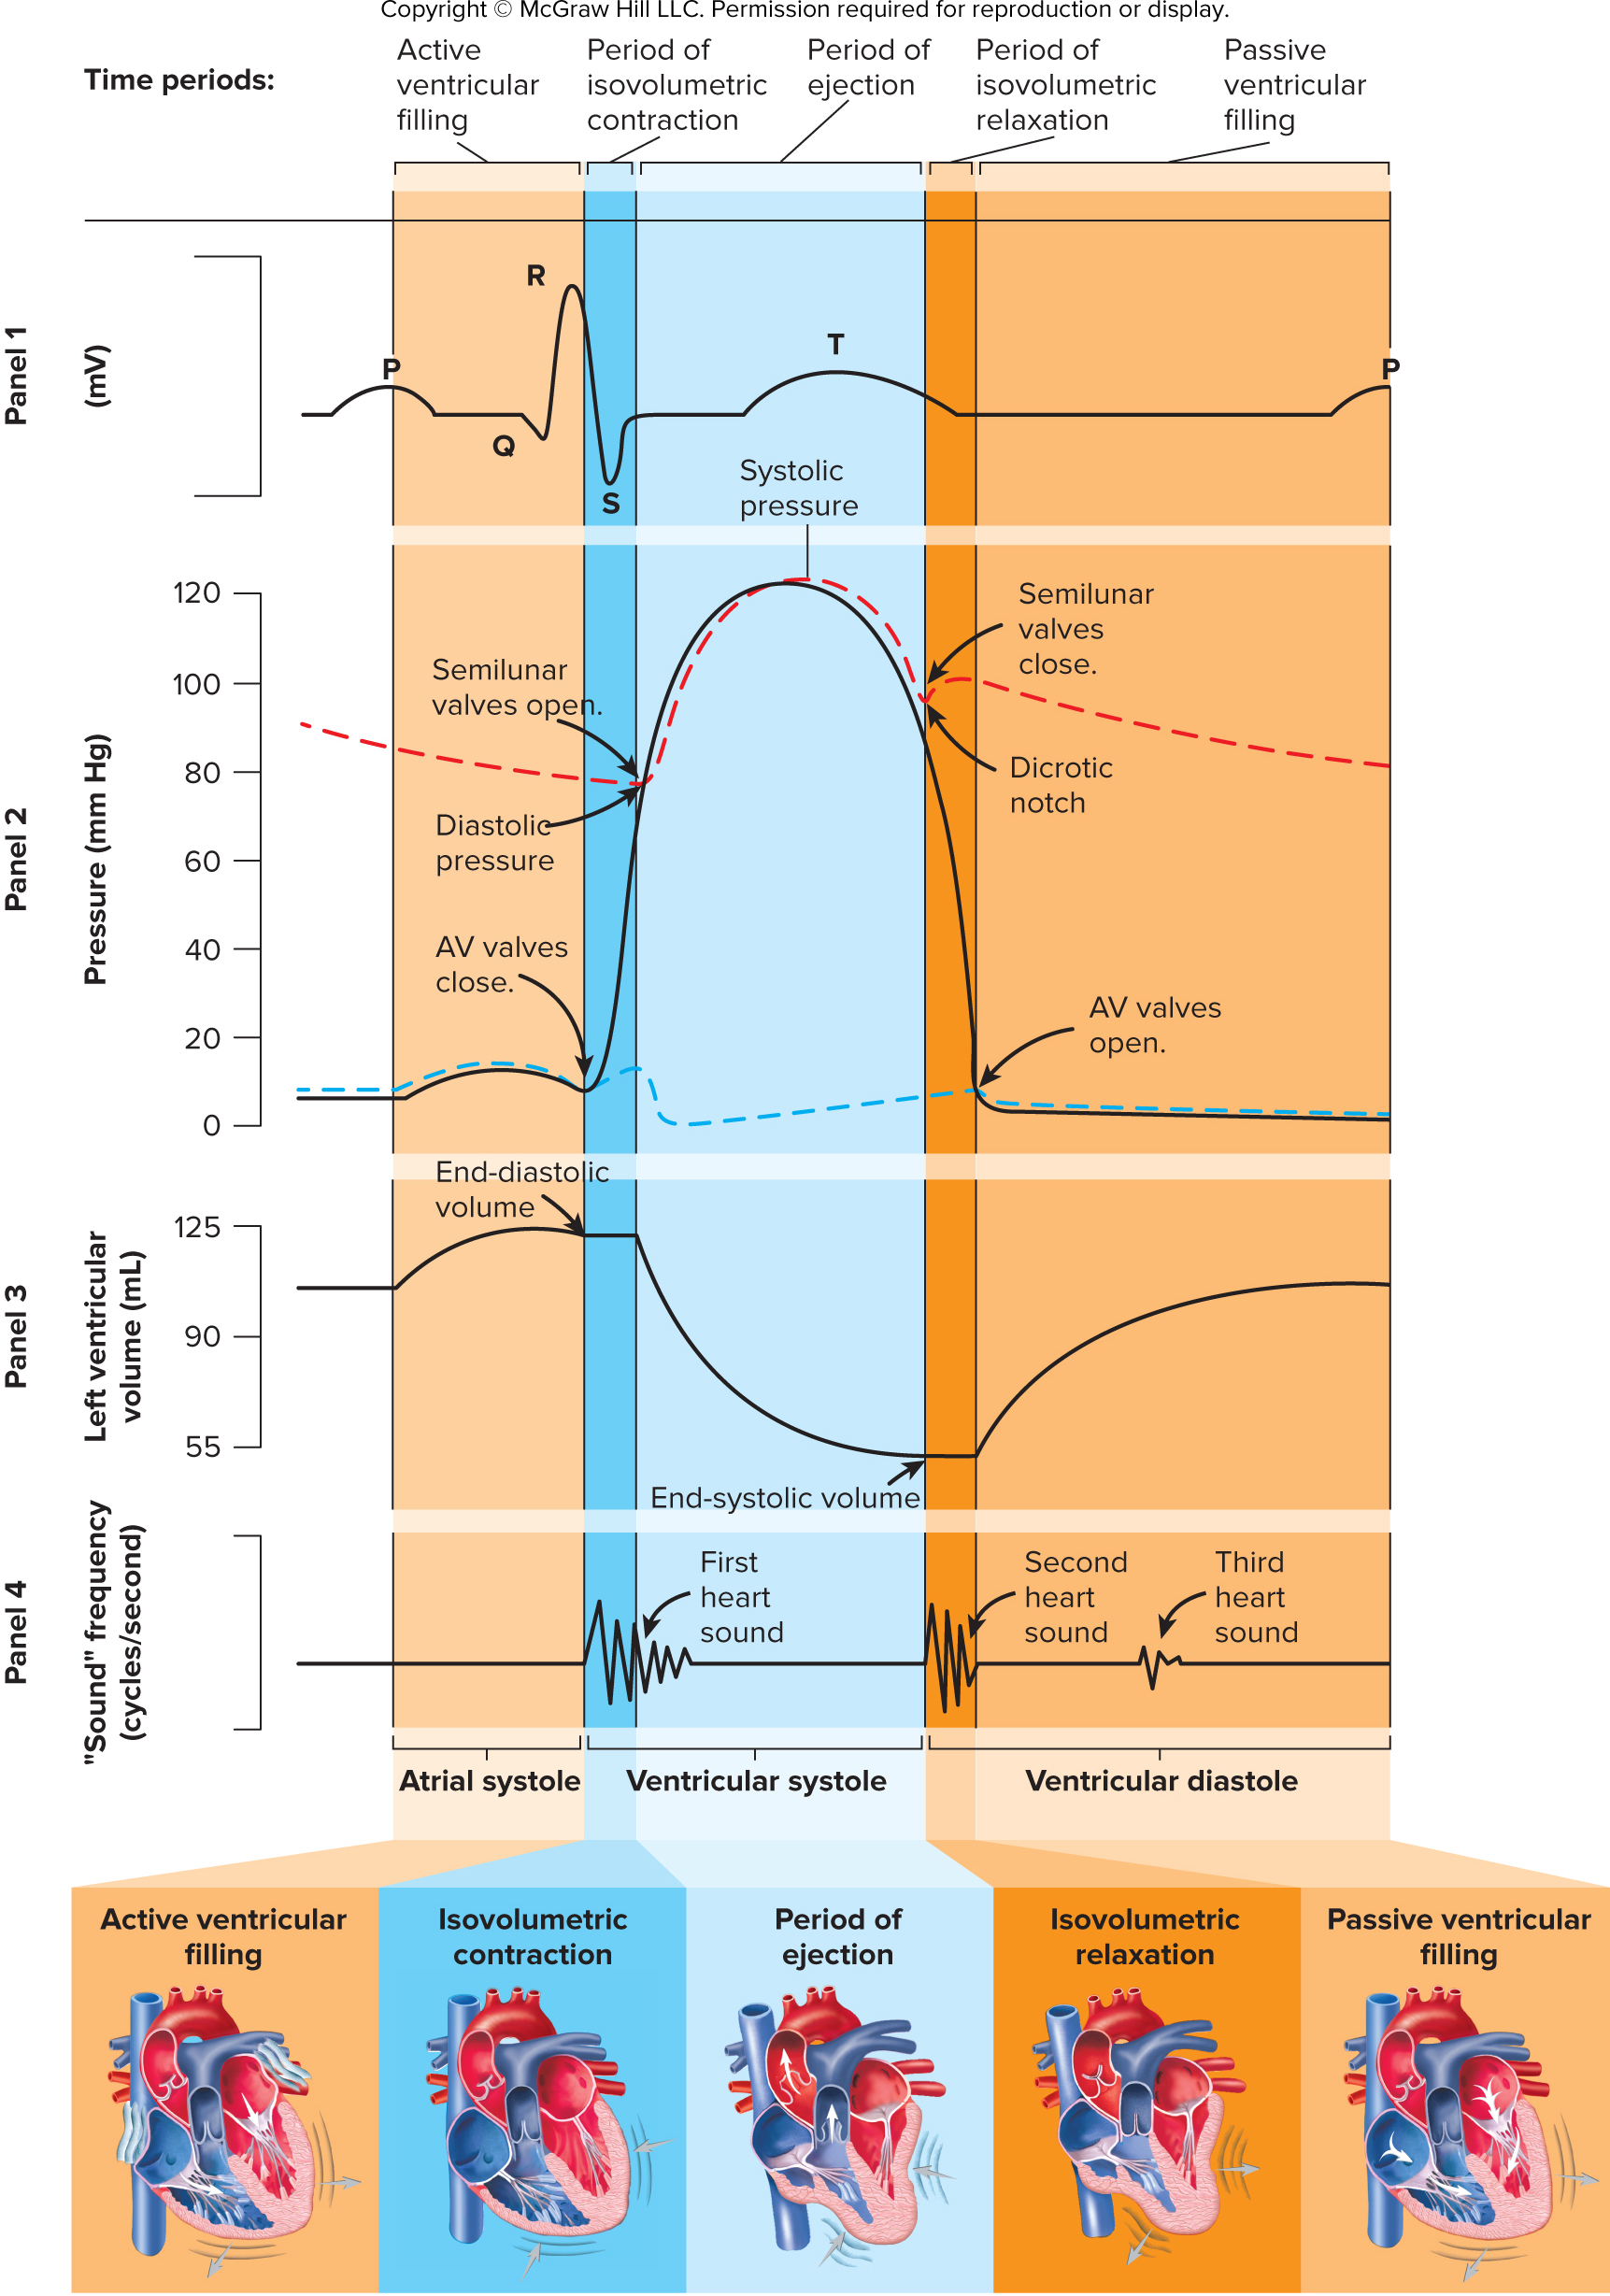 Copyright © McGraw Hill LLC. Permission required for reproduction or display.
Time periods:
Active
ventricular
filling
Period of
isovolumetric
contraction
Period of
ejection
Period of
isovolumetric
relaxation
Passive
ventricular
filling
Panel 1
(mV)
P
Q
R
S
T
P
Panel 2
Pressure (mm Hg)
120
100
80
60
40
20
0
Systolic
pressure
Semilunar
valves open.
Diastolic
pressure
AV valves
close.
Semilunar
valves
close.
Dicrotic
notch
AV valves
open.
Panel 3
Left ventricular
volume (mL)
125
90
55
End-diastolic
volume
End-systolic volume
Panel 4
"Sound" frequency
(cycles/second)
First
heart
sound
Second
heart
sound
Third
heart
sound
Atrial systole
Ventricular systole
Ventricular diastole
Active ventricular
filling
Isovolumetric
contraction
Period of
ejection
Isovolumetric
relaxation
Passive ventricular
filling